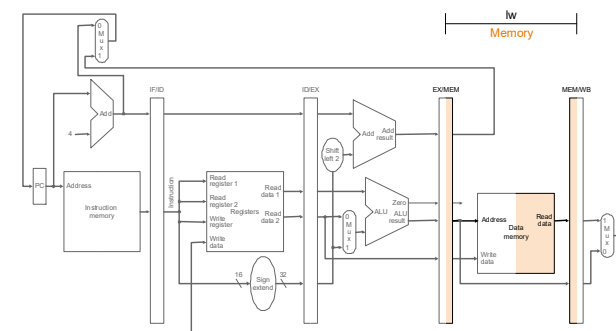 lw
Memory
0
M
u
x
1
IF/ID
ID/EX
EX/MEM
MEM/WB
Add
4
Add
Add
result
Shift
left 2
PC
Address
Instruction
memory
Instruction
Read
register 1
Read
register 2
Registers
Write
register
Write
data
Read
data 1
Read
data 2
0
M
u
x
1
Zero
ALU
ALU
result
Address
Data
memory
Read
data
Write
data
1
M
u
x
0
16
Sign
extend
32